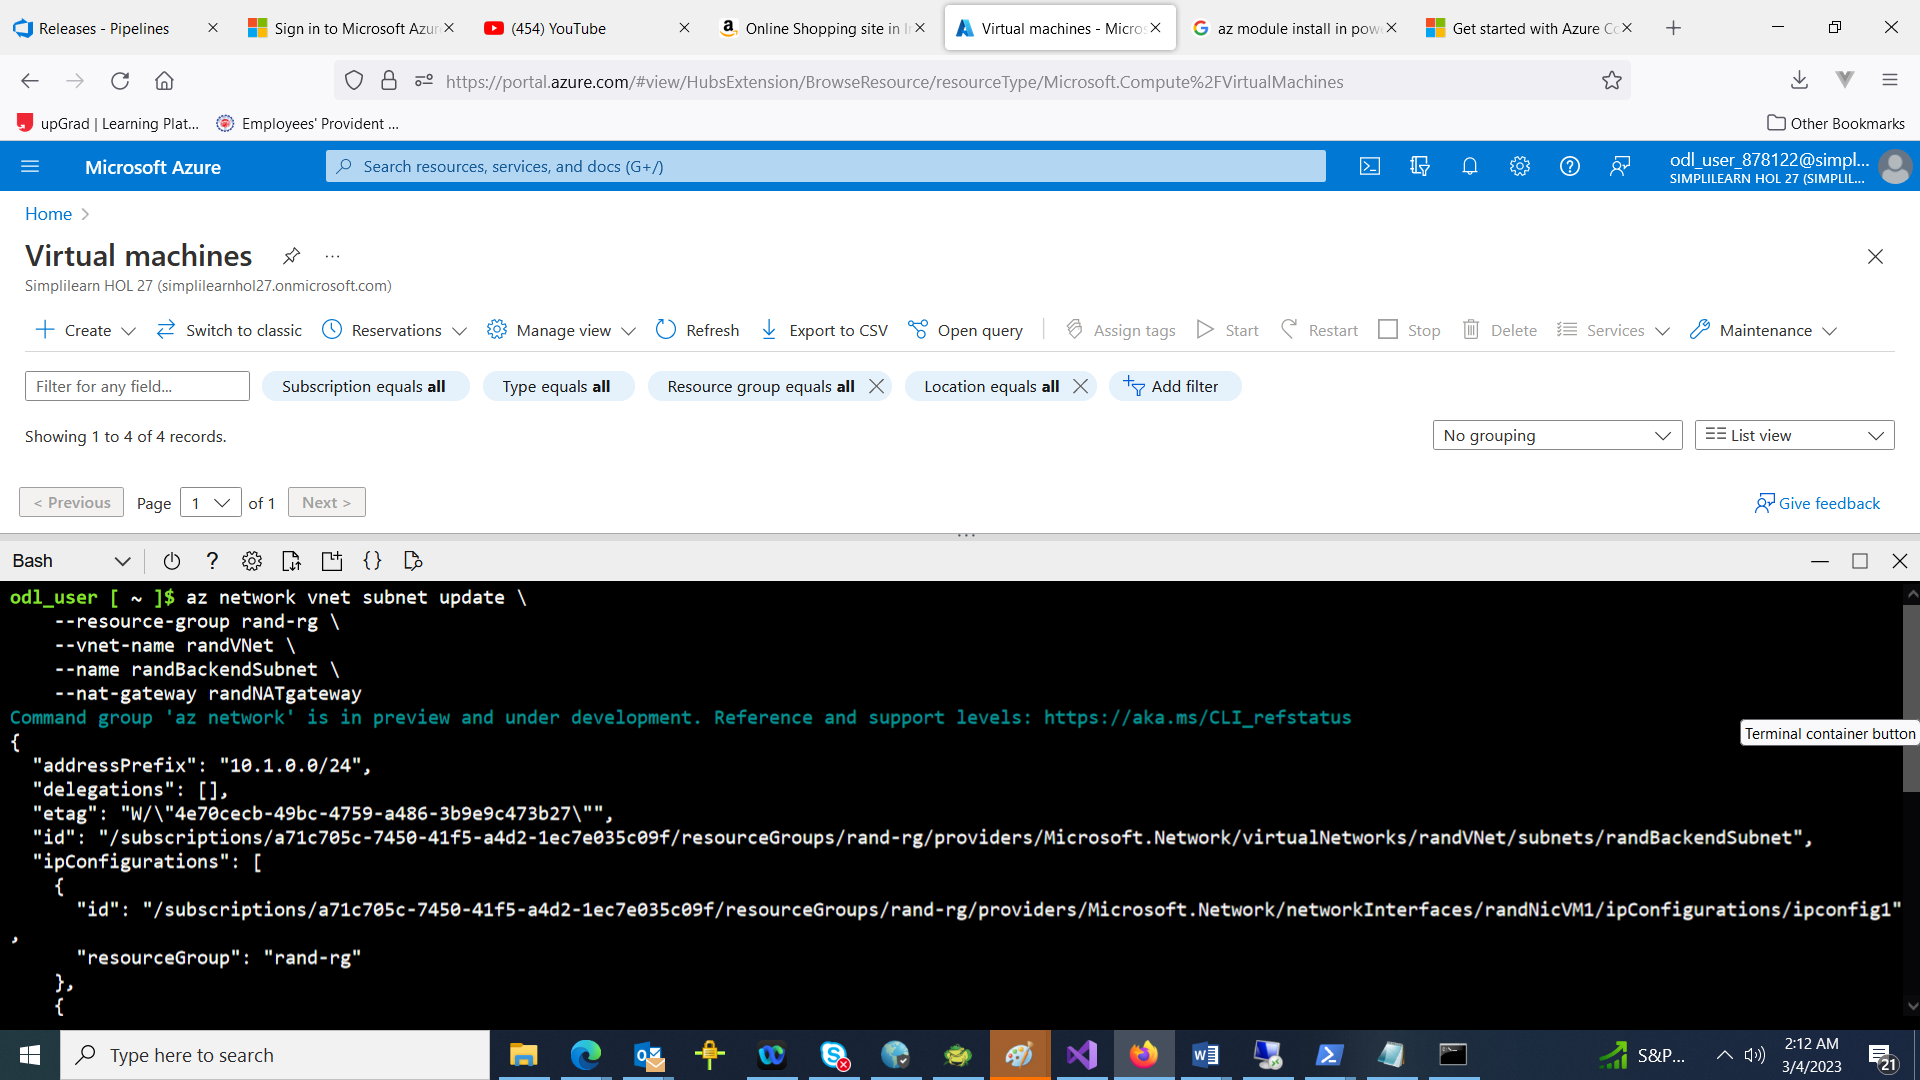 Releases - Pipelines
Sign in to Microsoft Azur
(454) YouTube
Online Shopping site in I
Virtual machines - Micros
az module install in powe
Get started with Azure Co
https://portal.azure.com/#view/HubsExtension/BrowseResource/resourceType/Microsoft.Compute%2FVirtualMachines
upGrad | Learning Plat...
Employees' Provident ...
Other Bookmarks
Microsoft Azure
Search resources, services, and docs (G+/)
odl_user_878122@simpl...
SIMPLILEARN HOL 27 (SIMPLIL...
Home
Virtual machines
...
Simplilearn HOL 27 (simplilearnhol27.onmicrosoft.com)
Create
Switch to classic
Reservations
Manage view
Refresh
Export to CSV
Open query
Assign tags
Start
Restart
Stop
Delete
Services
Maintenance
Filter for any field...
Subscription equals all
Type equals all
Resource group equals all
Location equals all
Add filter
Showing 1 to 4 of 4 records.
No grouping
List view
< Previous
Page
1
of 1
Next >
Give feedback
Bash
odl_user [ ~ ]$ az network vnet subnet update \
--resource-group rand-rg \
--vnet-name randVNet \
--name randBackendSubnet \
--nat-gateway randNATgateway
Command group 'az network' is in preview and under development. Reference and support levels: https://aka.ms/CLI_refstatus
{
"addressPrefix": "10.1.0.0/24",
"delegations": [],
"etag": "W/\"4e70cecb-49bc-4759-a486-3b9e9c473b27\"",
"id": "/subscriptions/a71c705c-7450-41f5-a4d2-1ec7e035c09f/resourceGroups/rand-rg/providers/Microsoft.Network/virtualNetworks/randVNet/subnets/randBackendSubnet",
"ipConfigurations": [
{
"id": "/subscriptions/a71c705c-7450-41f5-a4d2-1ec7e035c09f/resourceGroups/rand-rg/providers/Microsoft.Network/networkInterfaces/randNicVM1/ipConfigurations/ipconfig1"
,
"resourceGroup": "rand-rg"
},
{
Terminal container button
Type here to search
S&P...
2:12 AM
3/4/2023
21